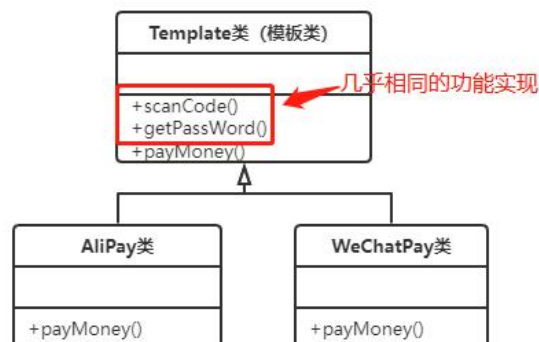 Template类（模板类）
几乎相同的功能实现
+scanCode()
+getPassWord()
+payMoney()
AliPay类
WeChatPay类
+payMoney()
+payMoney()